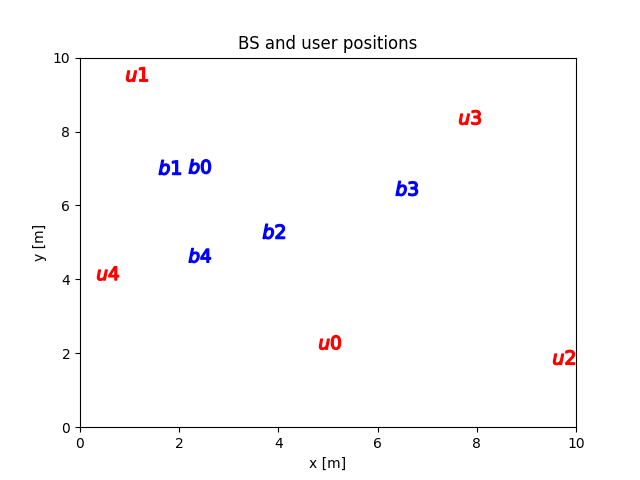 BS and user positions
10
u1
8
u3
b1 b0
b3
6
y [m]
b2
b4
4
u4
u0
2
u2
0
0 2 4 6 8 10
x [m]